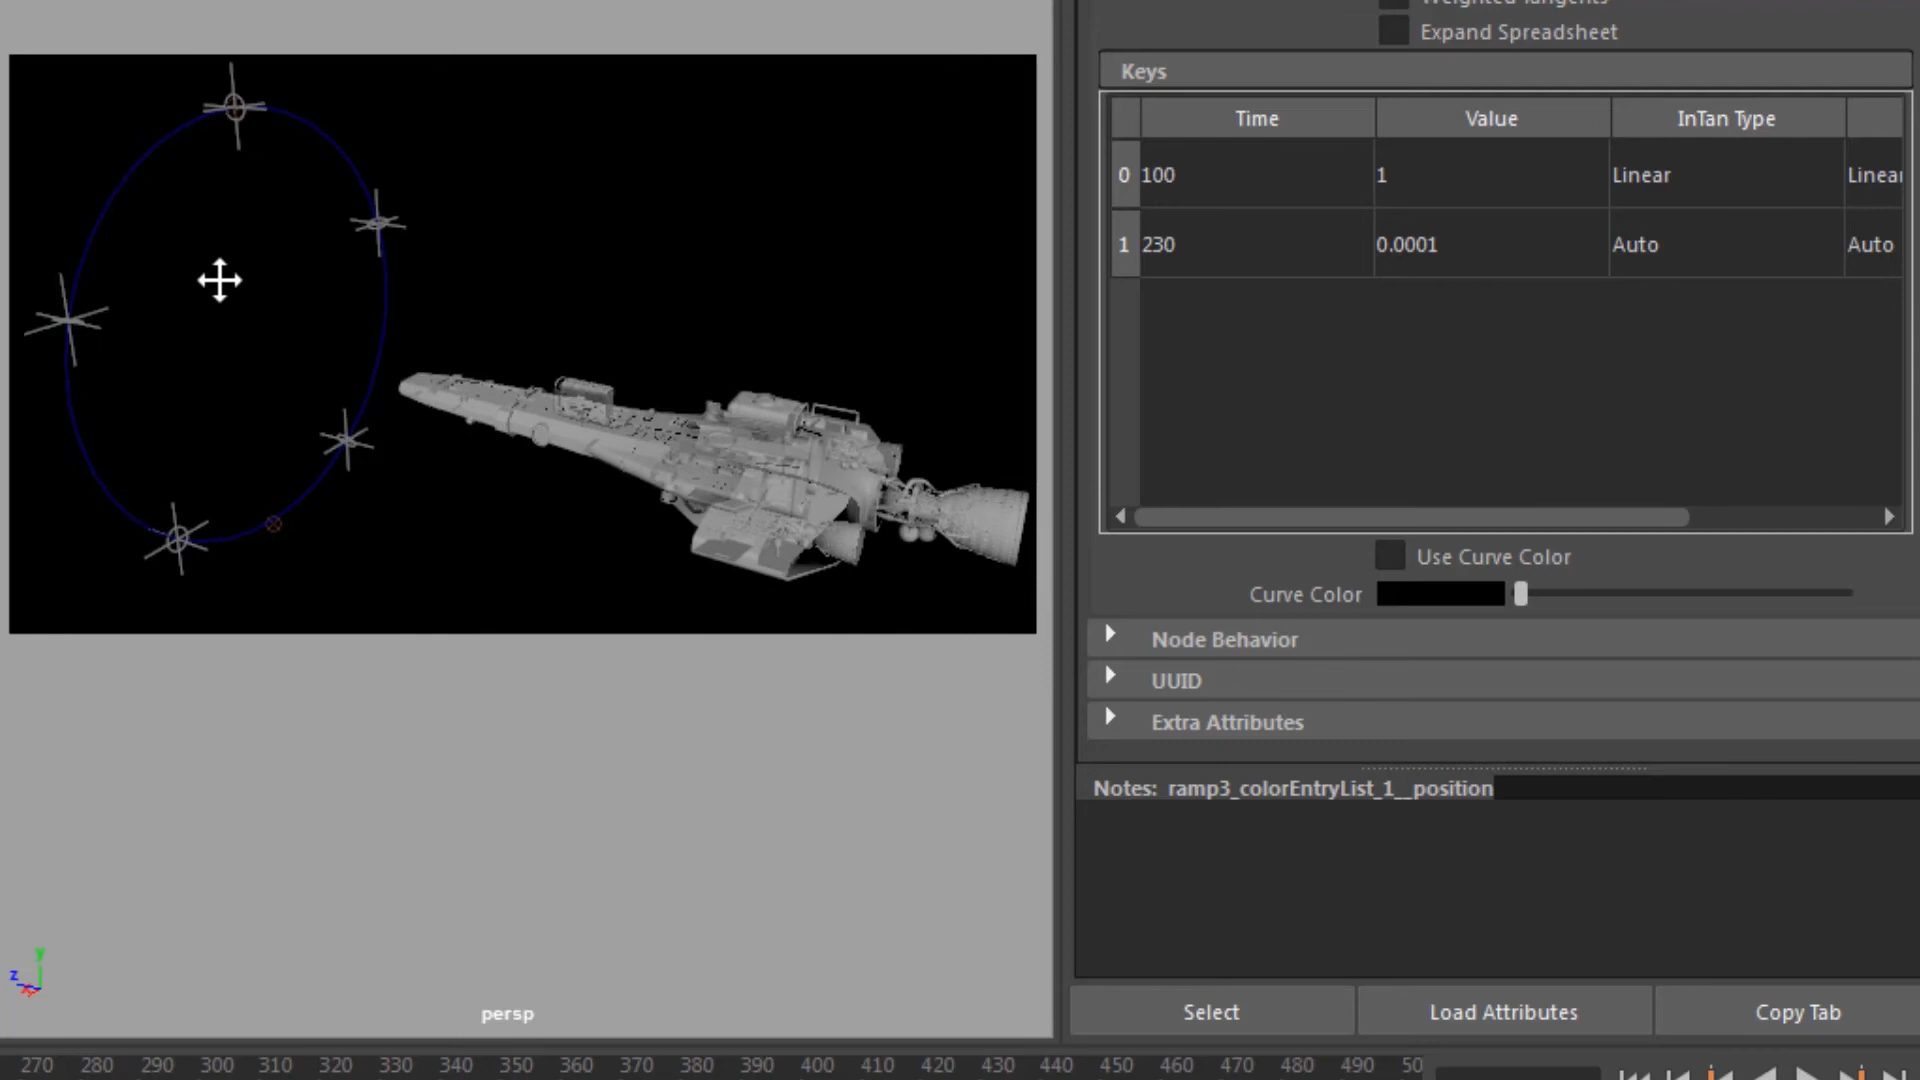 Weighted Tangents
Expand Spreadsheet
Keys
Time Value InTan Type
0 100 1 Linear Linear
1 230 0.0001 Auto Auto
Use Curve Color
Curve Color
Node Behavior
UUID
Extra Attributes
Notes: ramp3_colorEntryList_1__position
Select Load Attributes Copy Tab
y
z
x
persp
270 280 290 300 310 320 330 340 350 360 370 380 390 400 410 420 430 440 450 460 470 480 490 50